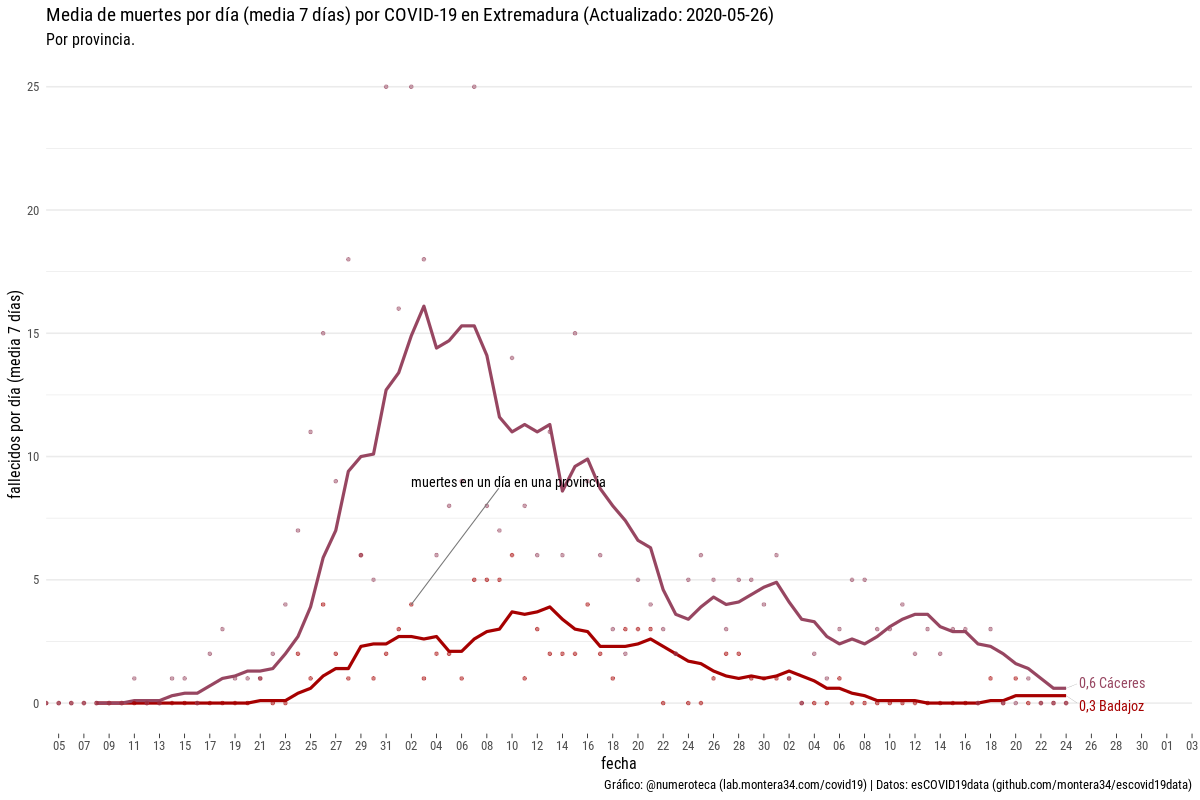 Media de muertes por día (media 7 días) por COVID-19 en Extremadura (Actualizado: 2020-05-26)
Por provincia.
25
20
15
10
5
0
fallecidos por día (media 7 días)
muertes en un día en una provincia
0,6 Cáceres
0,3 Badajoz
05 07 09 11 13 15 17 19 21 23 25 27 29 31 02 04 06 08 10 12 14 16 18 20 22 24 26 28 30 02 04 06 08 10 12 14 16 18 20 22 24 26 28 30 01 03
fecha
Gráfico: @numeroteca (lab.montera34.com/covid19) | Datos: esCOVID19data (github.com/montera34/escovid19data)